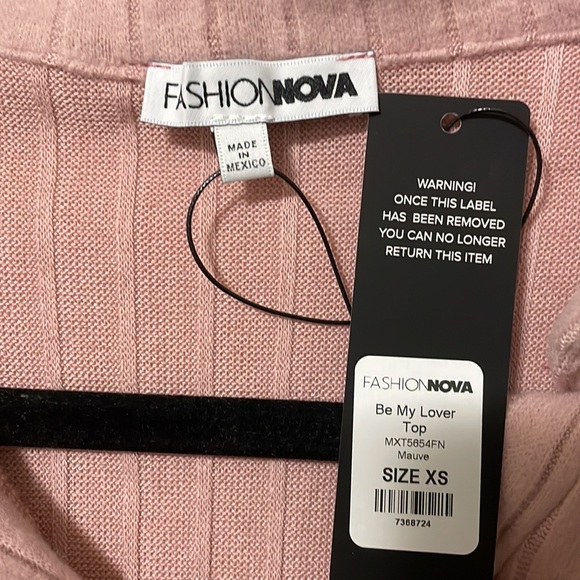 FASHIONNOVA
MADE
IN
MEXICO
WARNING!
ONCE THIS LABEL
HAS BEEN REMOVED
YOU CAN NO LONGER
RETURN THIS ITEM
FASHIONNOVA
Be My Lover
Top
MXT5654FN
Mauve
SIZE XS
7368724